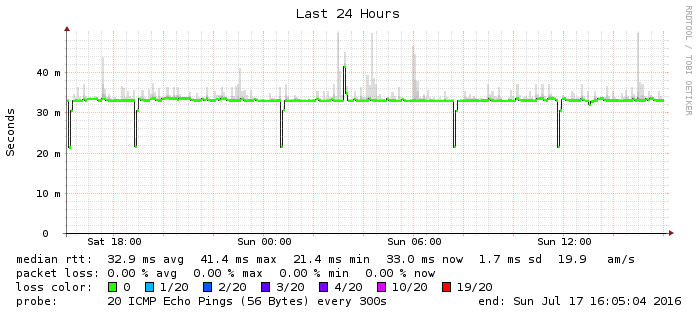 Last 24 Hours
RRDTOOL / TOBI OETIKER
Seconds
40 m
30 m
20 m
10 m
0
Sat 18:00 Sun 00:00 Sun 06:00 Sun 12:00
median rtt: 32.9 ms avg 41.4 ms max 21.4 ms min 33.0 ms now 1.7 ms sd 19.9 am/s
packet loss: 0.00 % avg 0.00 % max 0.00 % min 0.00 % now
loss color: 0 1/20 2/20 3/20 4/20 10/20 19/20
probe: 20 ICMP Echo Pings (56 Bytes) every 300s end: Sun Jul 17 16:05:04 2016